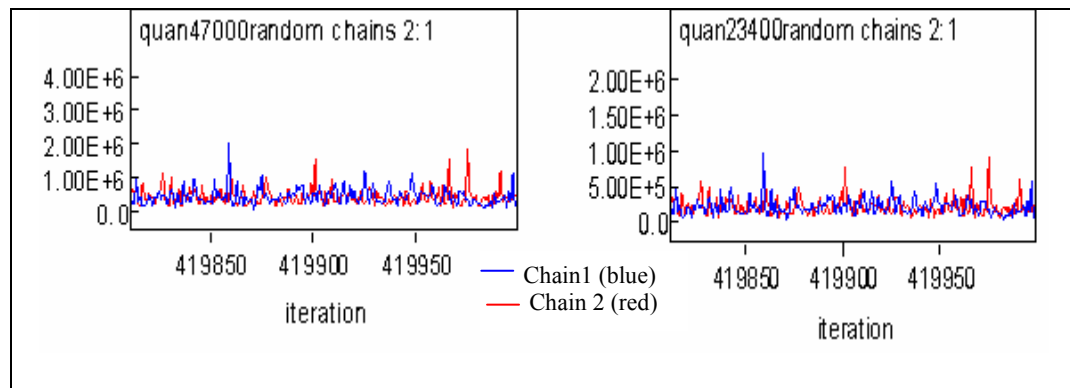 quan47000random chains 2:1
4.00E+6
3.00E+6
2.00E+6
1.00E+6
0.0
419850 419900 419950
iteration
quan23400random chains 2:1
2.00E+6
1.50E+6
1.00E+6
5.00E+5
0.0
419850 419900 419950
iteration
Chain1 (blue)
Chain 2 (red)